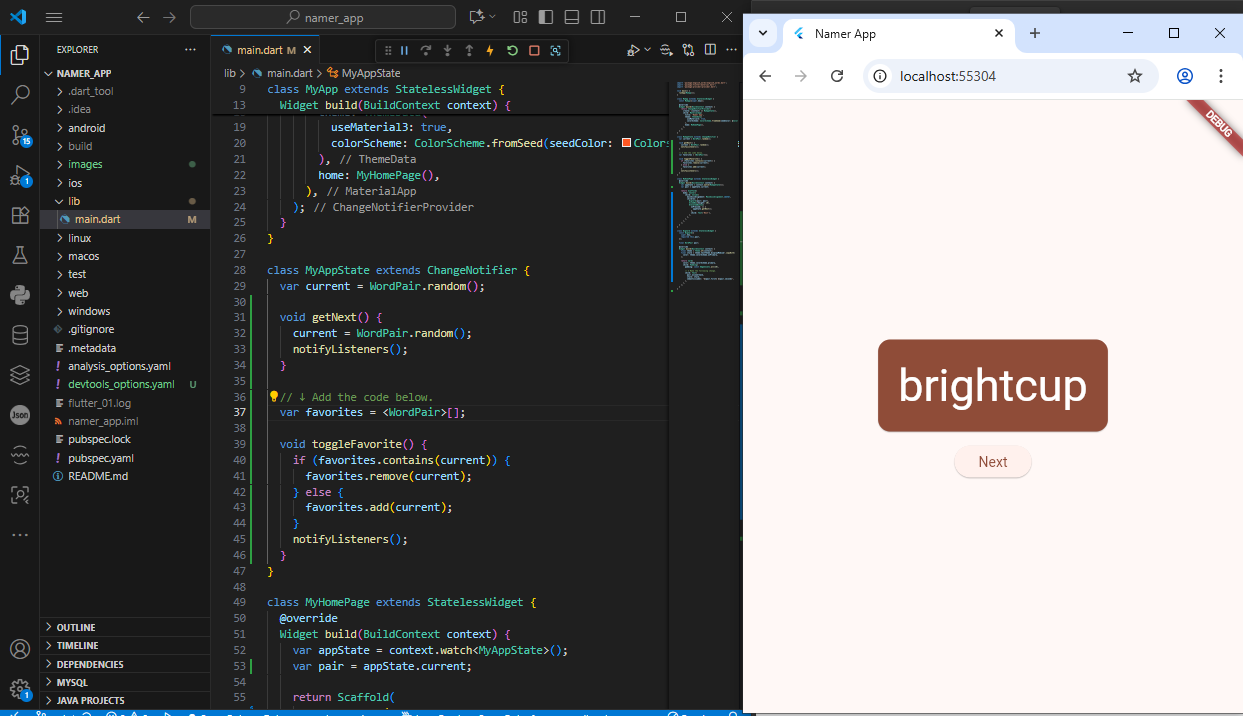 namer_app
EXPLORER
NAMER_APP
.dart_tool
.idea
android
build
images
ios
lib
main.dart M
linux
macos
test
web
windows
.gitignore
.metadata
analysis_options.yaml
devtools_options.yaml U
flutter_01.log
namer_app.iml
pubspec.lock
pubspec.yaml
README.md
OUTLINE
TIMELINE
DEPENDENCIES
MYSQL
JAVA PROJECTS
15
1
Json
1
main.dart M
lib > main.dart > MyAppState
9 class MyApp extends StatelessWidget {
13 Widget build(BuildContext context) {
19 useMaterial3: true,
20 colorScheme: ColorScheme.fromSeed(seedColor: Colors
21 ), // ThemeData
22 home: MyHomePage(),
23 ), // MaterialApp
24 ); // ChangeNotifierProvider
25 }
26 }
27
28 class MyAppState extends ChangeNotifier {
29 var current = WordPair.random();
30
31 void getNext() {
32 current = WordPair.random();
33 notifyListeners();
34 }
35
36 // ↓ Add the code below.
37 var favorites = <WordPair>[];
38
39 void toggleFavorite() {
40 if (favorites.contains(current)) {
41 favorites.remove(current);
42 } else {
43 favorites.add(current);
44 }
45 notifyListeners();
46 }
47 }
48
49 class MyHomePage extends StatelessWidget {
50 @override
51 Widget build(BuildContext context) {
52 var appState = context.watch<MyAppState>();
53 var pair = appState.current;
54
55 return Scaffold(
Namer App
localhost:55304
DEBUG
brightcup
Next